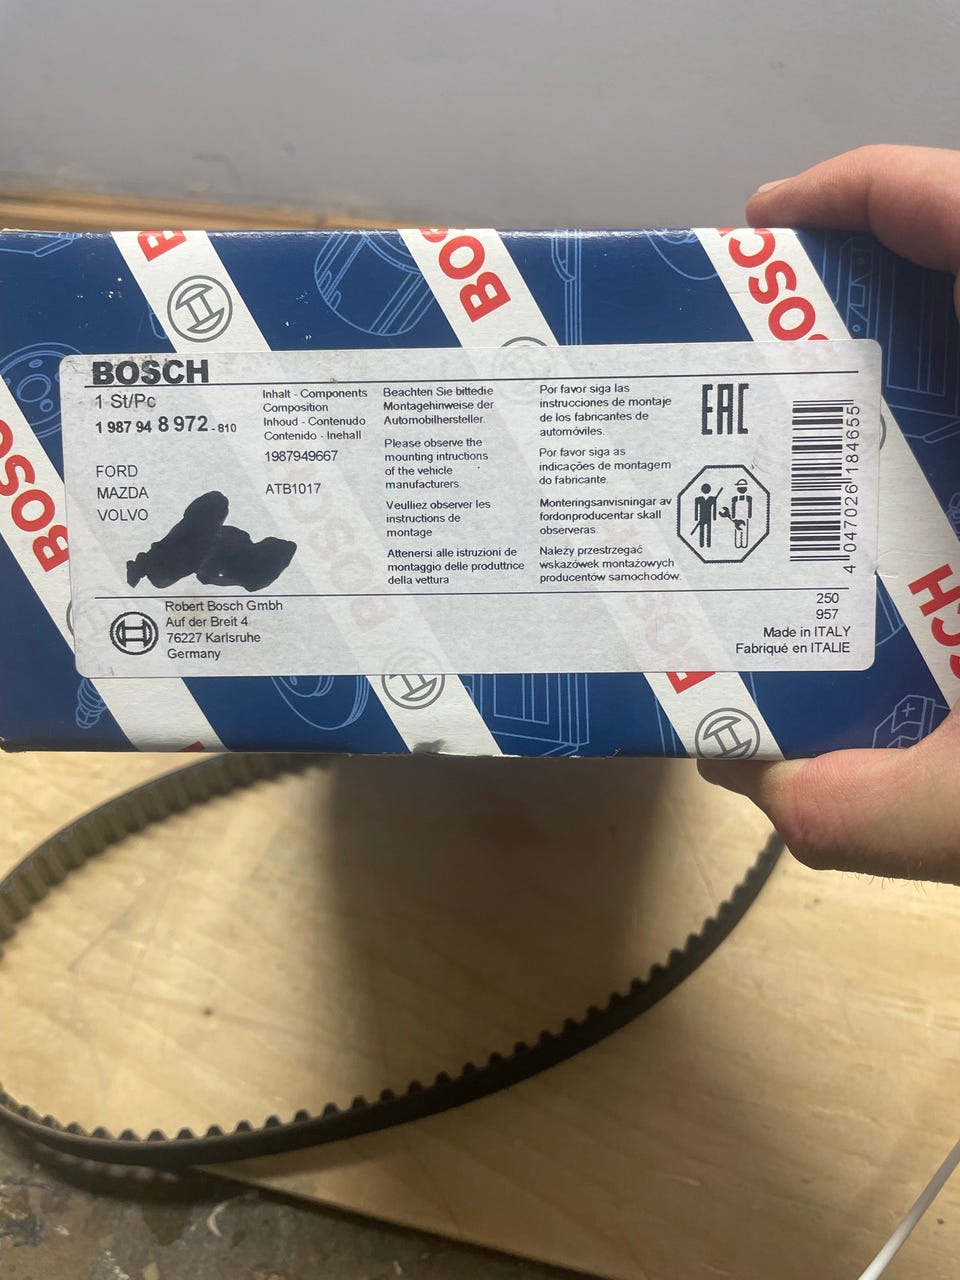 BOSCH
BOSCH
BOSCH
BOSCH
BOSCH
1 St/Pc
1 987 94 8 972 - 810
FORD
MAZDA
VOLVO
Inhalt - Components
Composition
Inhoud - Contenudo
Contenido - Inehall
1987949667
ATB1017
Beachten Sie bittedie
Montagehinweise der
Automobilhersteller.
Please observe the
mounting intructions
of the vehicle
manufacturers.
Veulliez observer les
instructions de
montage
Attenersi alle istruzioni de
montaggio delle produttrice
della vettura
Por favor siga las
instrucciones de montaje
de los fabricantes de
automóviles.
Por favor siga as
indicações de montagem
do fabricante.
Monteringsanvisningar av
fordonproducentar skall
observeras.
Należy przestrzegać
wskazówek montażowych
producentów samochodów.
EAC
4 047026 184655
Robert Bosch Gmbh
Auf der Breit 4
76227 Karlsruhe
Germany
250
957
Made in ITALY
Fabriqué en ITALIE